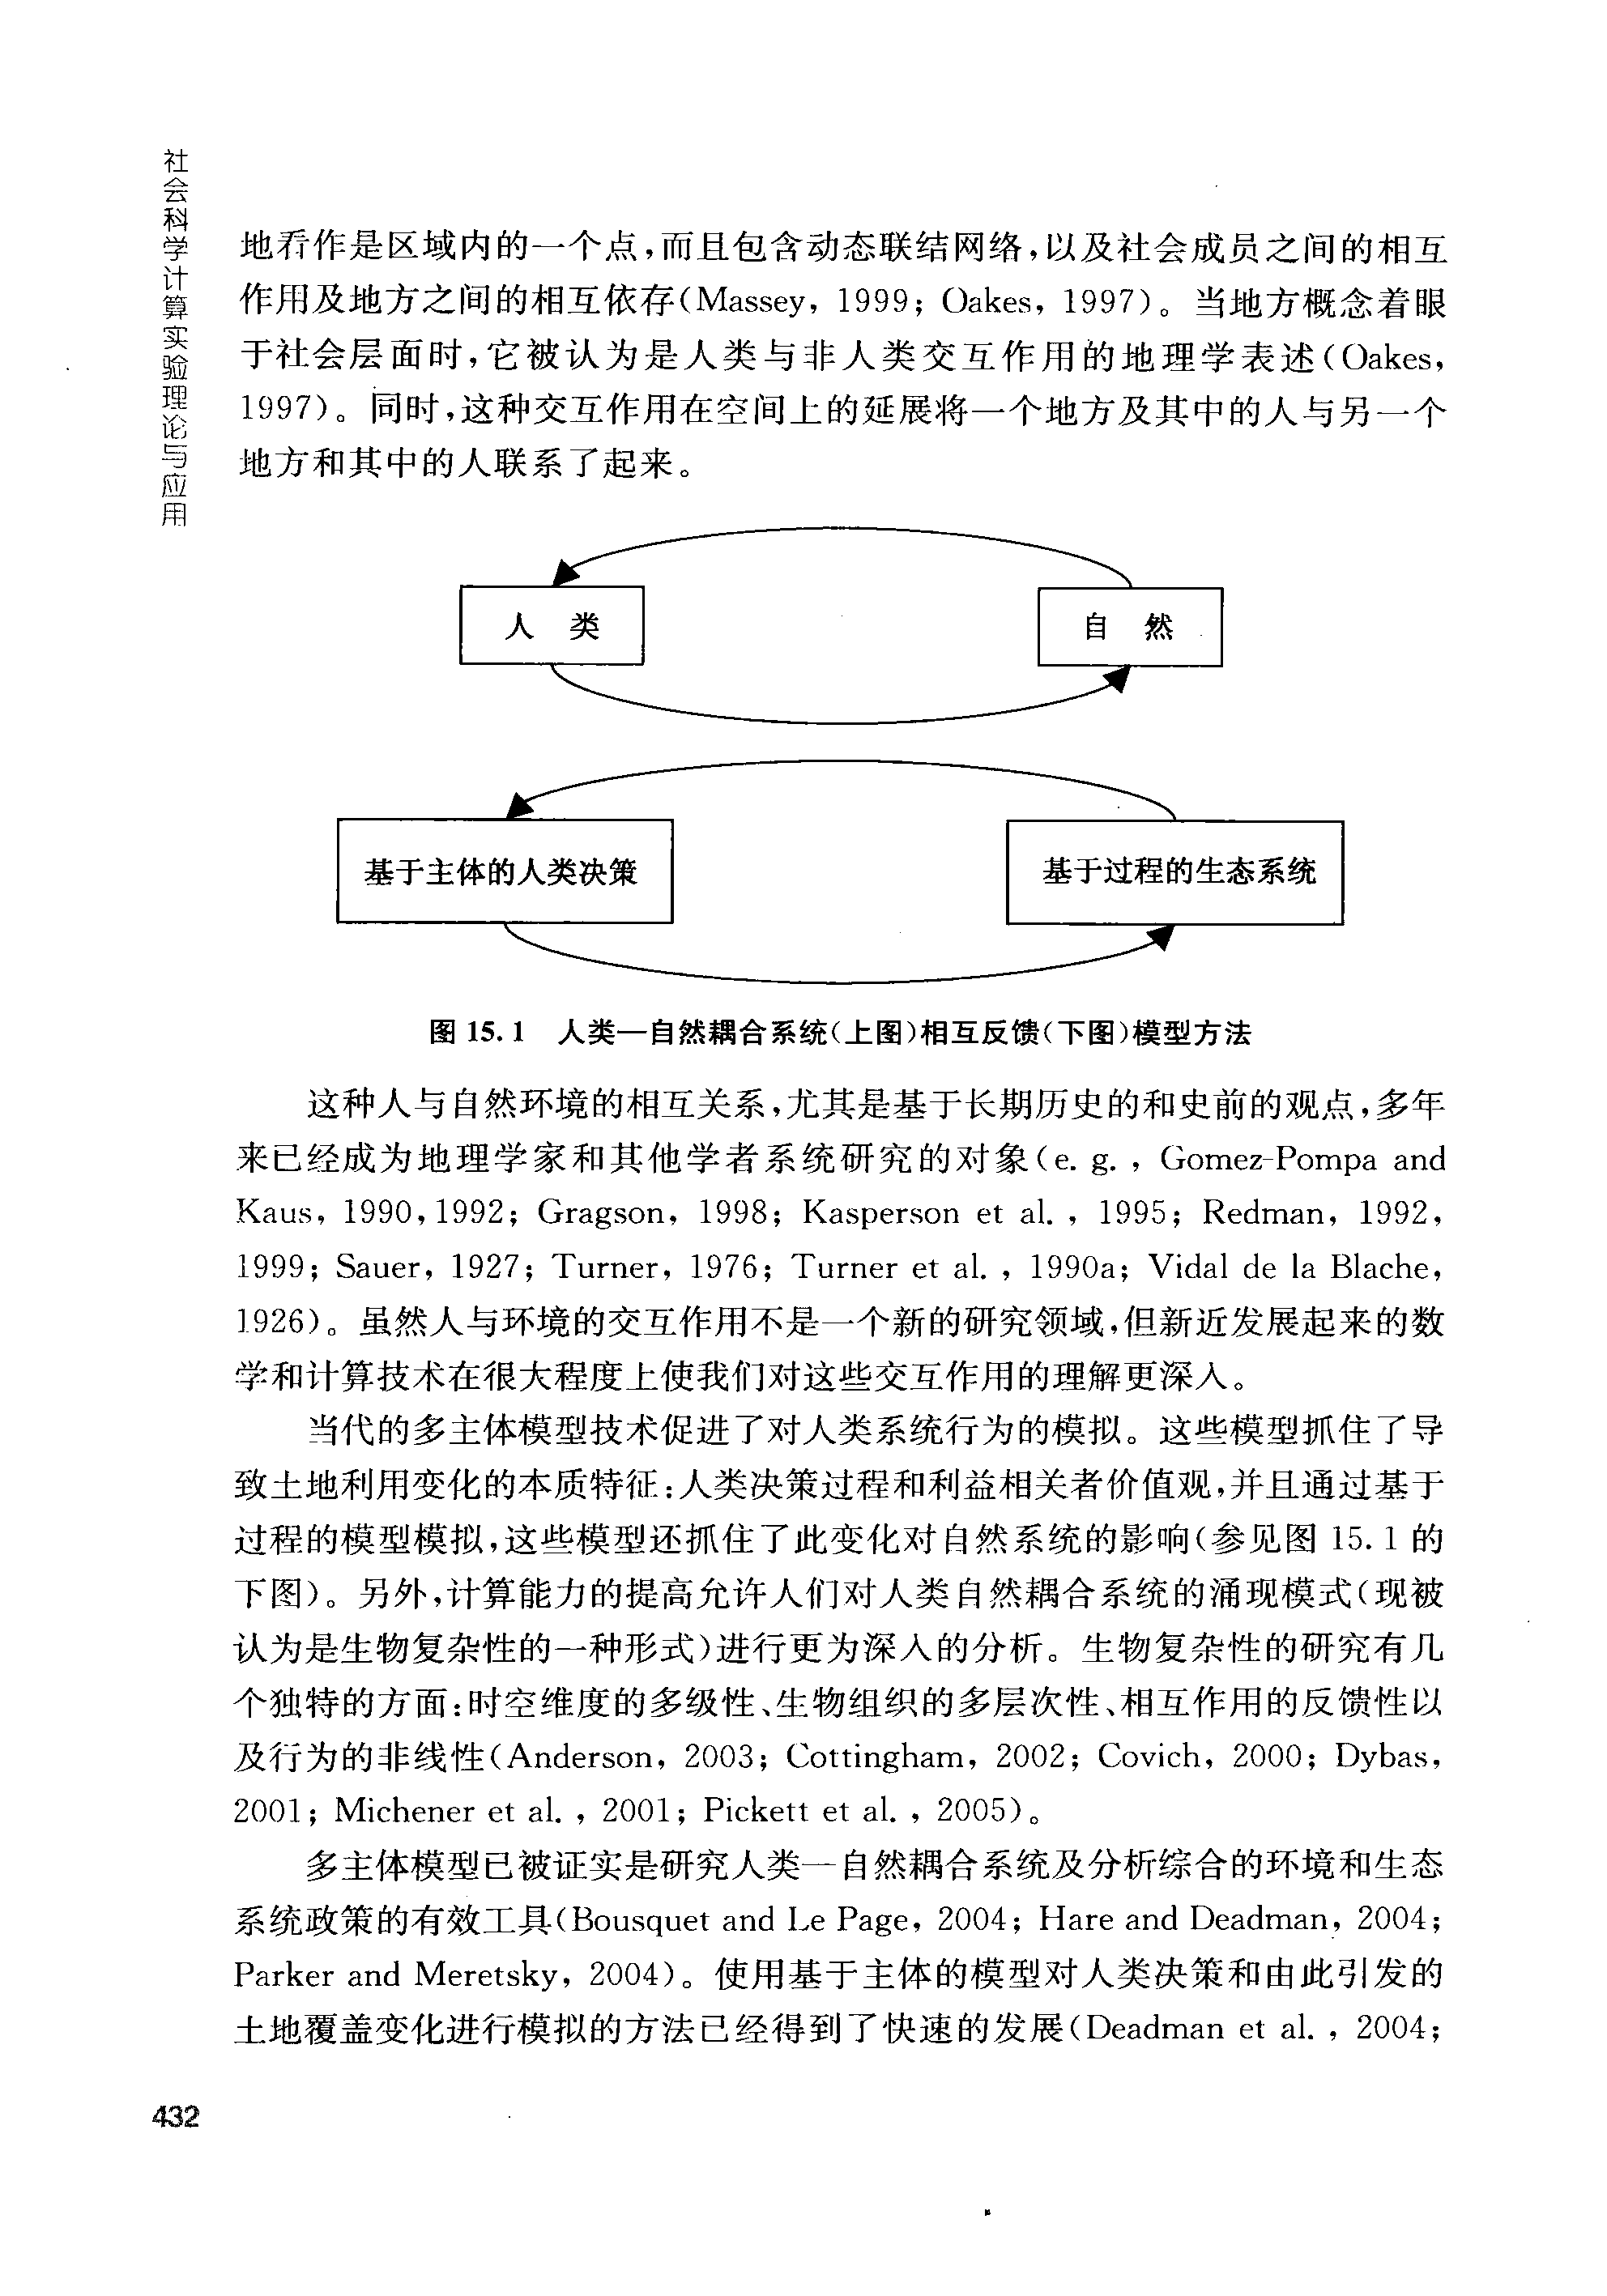 社会科学计算实验理论与应用
地看作是区域内的一个点,而且包含动态联结网络,以及社会成员之间的相互
作用及地方之间的相互依存(Massey, 1999; Oakes, 1997)。当地方概念着眼
于社会层面时,它被认为是人类与非人类交互作用的地理学表述(Oakes,
1997)。同时,这种交互作用在空间上的延展将一个地方及其中的人与另一个
地方和其中的人联系了起来。
人 类
自 然
基于主体的人类决策
基于过程的生态系统
图 15.1 人类—自然耦合系统(上图)相互反馈(下图)模型方法
这种人与自然环境的相互关系,尤其是基于长期历史的和史前的观点,多年
来已经成为地理学家和其他学者系统研究的对象(e. g. , Gomez-Pompa and
Kaus, 1990,1992; Gragson, 1998; Kasperson et al. , 1995; Redman, 1992,
1999; Sauer, 1927; Turner, 1976; Turner et al. , 1990a; Vidal de la Blache,
1926)。虽然人与环境的交互作用不是一个新的研究领域,但新近发展起来的数
学和计算技术在很大程度上使我们对这些交互作用的理解更深入。
当代的多主体模型技术促进了对人类系统行为的模拟。这些模型抓住了导
致土地利用变化的本质特征:人类决策过程和利益相关者价值观,并且通过基于
过程的模型模拟,这些模型还抓住了此变化对自然系统的影响(参见图 15.1 的
下图)。另外,计算能力的提高允许人们对人类自然耦合系统的涌现模式(现被
认为是生物复杂性的一种形式)进行更为深入的分析。生物复杂性的研究有几
个独特的方面:时空维度的多级性、生物组织的多层次性、相互作用的反馈性以
及行为的非线性(Anderson, 2003; Cottingham, 2002; Covich, 2000; Dybas,
2001; Michener et al. , 2001; Pickett et al. , 2005)。
多主体模型已被证实是研究人类—自然耦合系统及分析综合的环境和生态
系统政策的有效工具(Bousquet and Le Page, 2004; Hare and Deadman, 2004;
Parker and Meretsky, 2004)。使用基于主体的模型对人类决策和由此引发的
土地覆盖变化进行模拟的方法已经得到了快速的发展(Deadman et al. , 2004;
432